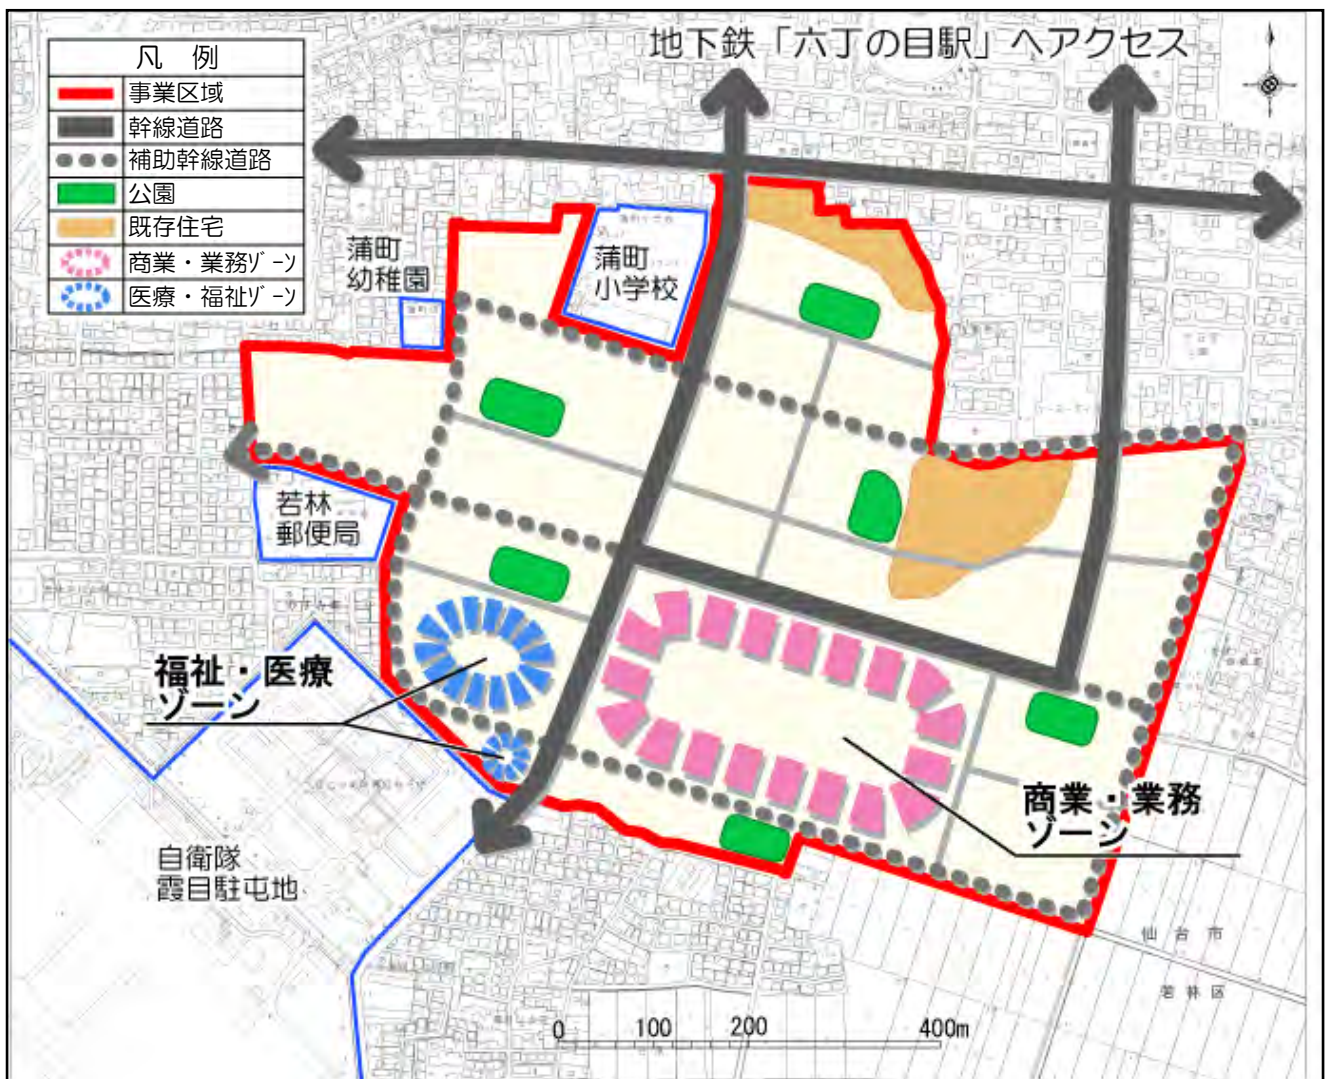 地下鉄「六丁の目駅」へアクセス
凡 例
事業区域
幹線道路
補助幹線道路
公園
既存住宅
商業・業務ゾーン
医療・福祉ゾーン
蒲町
幼稚園
蒲町
小学校
若林
郵便局
福祉・医療
ゾーン
商業・業務
ゾーン
自衛隊
霞目駐屯地
仙台市
若林区
0 100 200 400m